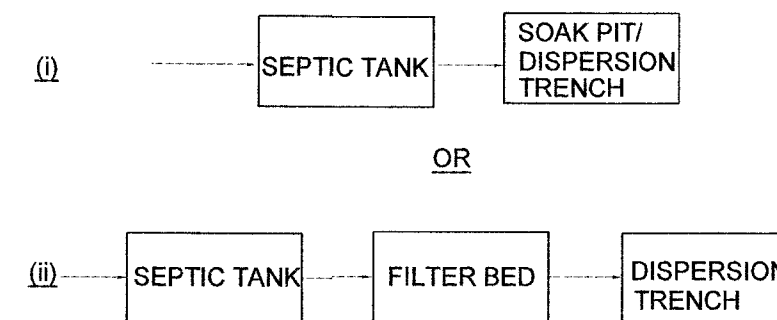 (i)
SEPTIC TANK
SOAK PIT/
DISPERSION
TRENCH
OR
(ii)
SEPTIC TANK
FILTER BED
DISPERSION
TRENCH